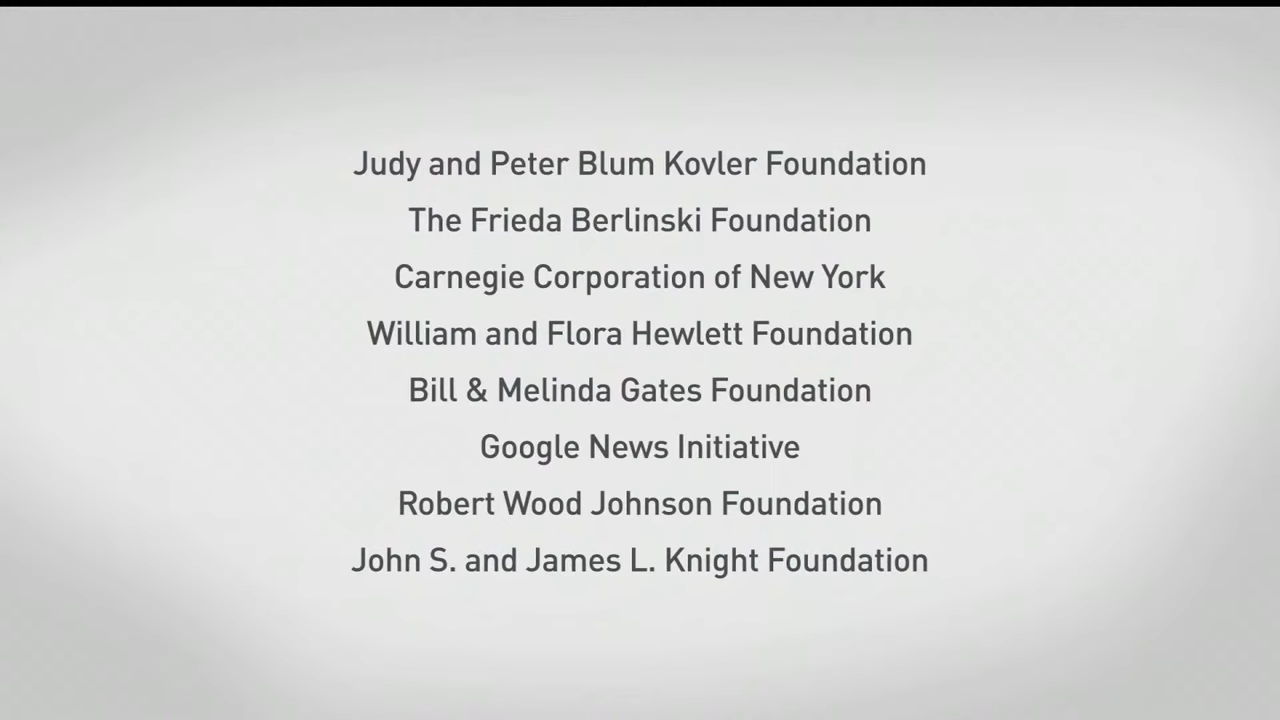 Judy and Peter Blum Kovler Foundation
The Frieda Berlinski Foundation
Carnegie Corporation of New York
William and Flora Hewlett Foundation
Bill & Melinda Gates Foundation
Google News Initiative
Robert Wood Johnson Foundation
John S. and James L. Knight Foundation